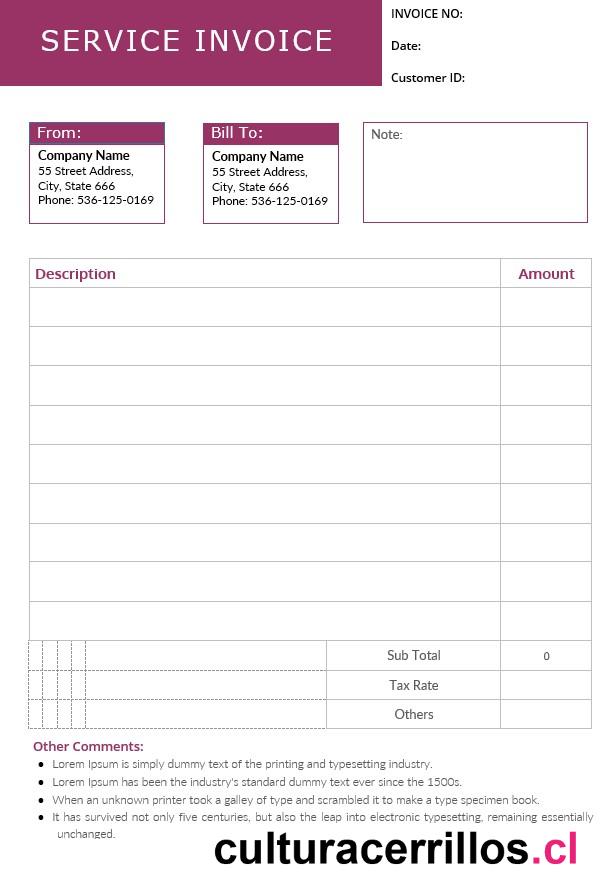 SERVICE INVOICE
INVOICE NO:
Date:
Customer ID:
From:
Company Name
55 Street Address,
City, State 666
Phone: 536-125-0169
Bill To:
Company Name
55 Street Address,
City, State 666
Phone: 536-125-0169
Note:
Description Amount
Sub Total 0
Tax Rate
Others
Other Comments:
• Lorem Ipsum is simply dummy text of the printing and typesetting industry.
• Lorem Ipsum has been the industry's standard dummy text ever since the 1500s.
• When an unknown printer took a galley of type and scrambled it to make a type specimen book.
• It has survived not only five centuries, but also the leap into electronic typesetting, remaining essentially
unchanged.
culturacerrillos.cl